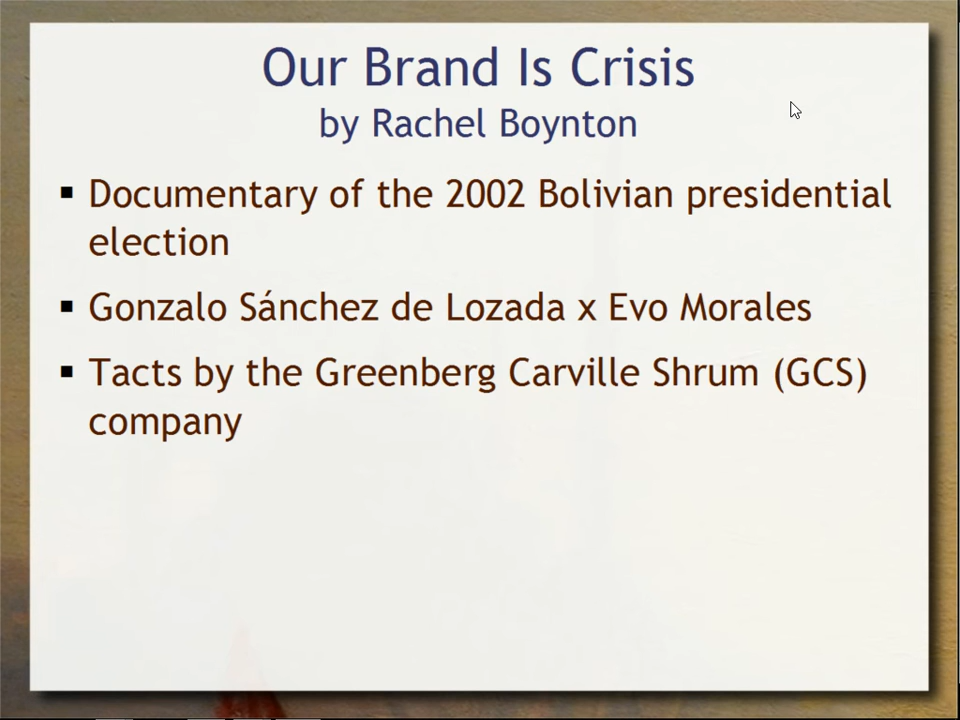 Our Brand Is Crisis
by Rachel Boynton
▪ Documentary of the 2002 Bolivian presidential
election
▪ Gonzalo Sánchez de Lozada x Evo Morales
▪ Tacts by the Greenberg Carville Shrum (GCS)
company